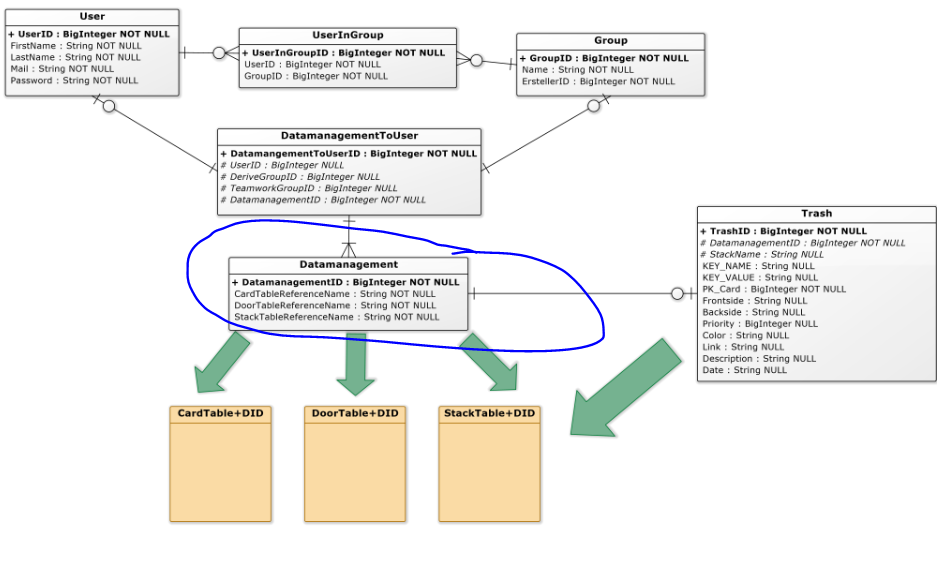 User
+ UserID : BigInteger NOT NULL
FirstName : String NOT NULL
LastName : String NOT NULL
Mail : String NOT NULL
Password : String NOT NULL
UserInGroup
+ UserInGroupID : BigInteger NOT NULL
UserID : BigInteger NOT NULL
GroupID : BigInteger NOT NULL
Group
+ GroupID : BigInteger NOT NULL
Name : String NOT NULL
ErstellerID : BigInteger NOT NULL
DatamanagementToUser
+ DatamangementToUserID : BigInteger NOT NULL
# UserID : BigInteger NULL
# DeriveGroupID : BigInteger NULL
# TeamworkGroupID : BigInteger NULL
# DatamanagementID : BigInteger NOT NULL
Datamanagement
+ DatamanagementID : BigInteger NOT NULL
CardTableReferenceName : String NOT NULL
DoorTableReferenceName : String NOT NULL
StackTableReferenceName : String NOT NULL
Trash
+ TrashID : BigInteger NOT NULL
# DatamanagementID : BigInteger NOT NULL
# StackName : String NULL
KEY_NAME : String NULL
KEY_VALUE : String NULL
PK_Card : BigInteger NOT NULL
Frontside : String NULL
Backside : String NULL
Priority : BigInteger NULL
Color : String NULL
Link : String NULL
Description : String NULL
Date : String NULL
CardTable+DID
DoorTable+DID
StackTable+DID